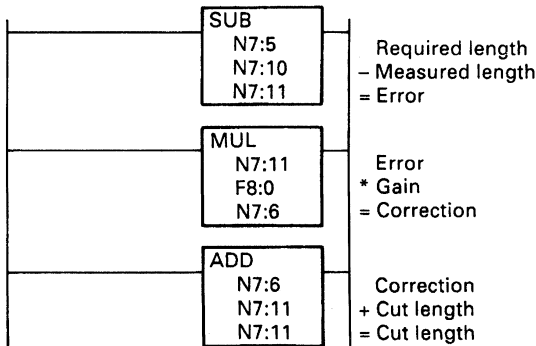 SUB
N7:5
N7:10
N7:11
Required length
– Measured length
= Error
MUL
N7:11
F8:0
N7:6
Error
* Gain
= Correction
ADD
N7:6
N7:11
N7:11
Correction
+ Cut length
= Cut length